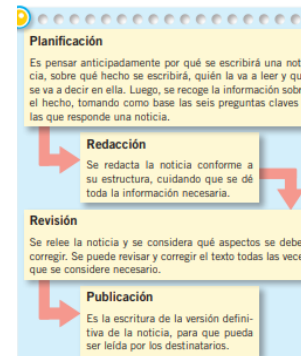 Planificación
Es pensar anticipadamente por qué se escribirá una not
cia, sobre qué hecho se escribirá, quién la va a leer y qu
se va a decir en ella. Luego, se recoge la información sobr
el hecho, tomando como base las seis preguntas claves
las que responde una noticia.
Redacción
Se redacta la noticia conforme a
su estructura, cuidando que se dé
toda la información necesaria.
Revisión
Se relee la noticia y se considera qué aspectos se debe
corregir. Se puede revisar y corregir el texto todas las vece
que se considere necesario.
Publicación
Es la escritura de la versión defini-
tiva de la noticia, para que pueda
ser leída por los destinatarios.